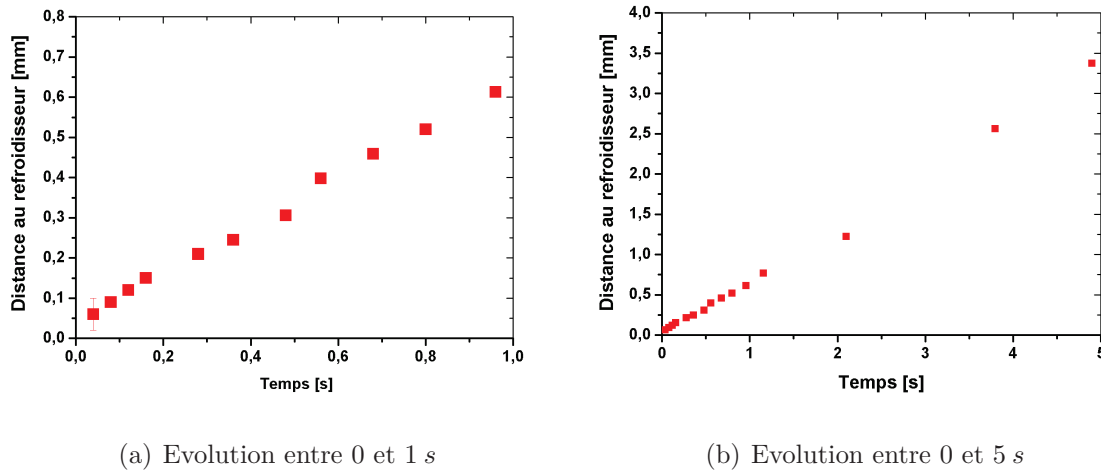 Distance au refroidisseur [mm]
0,8
0,7
0,6
0,5
0,4
0,3
0,2
0,1
0,0
0,0 0,2 0,4 0,6 0,8 1,0
Temps [s]
(a) Evolution entre 0 et 1 s
Distance au refroidisseur [mm]
4,0
3,5
3,0
2,5
2,0
1,5
1,0
0,5
0,0
0 1 2 3 4 5
Temps [s]
(b) Evolution entre 0 et 5 s